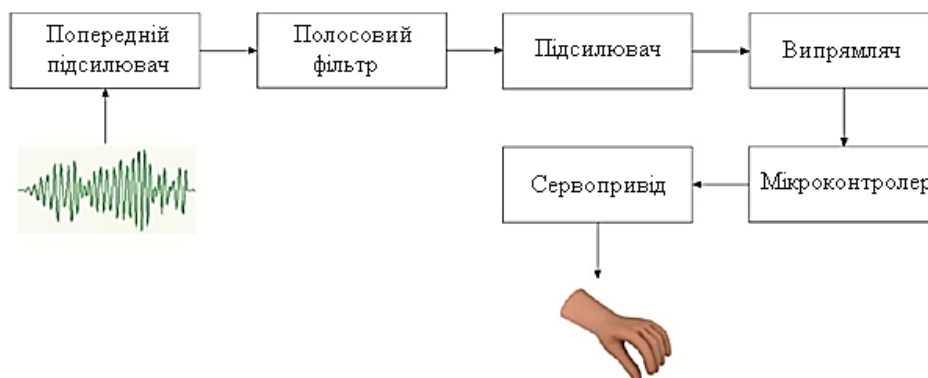 Попередній
підсилювач
Полосовий
фільтр
Підсилювач
Випрямляч
Сервопривід
Мікроконтролер